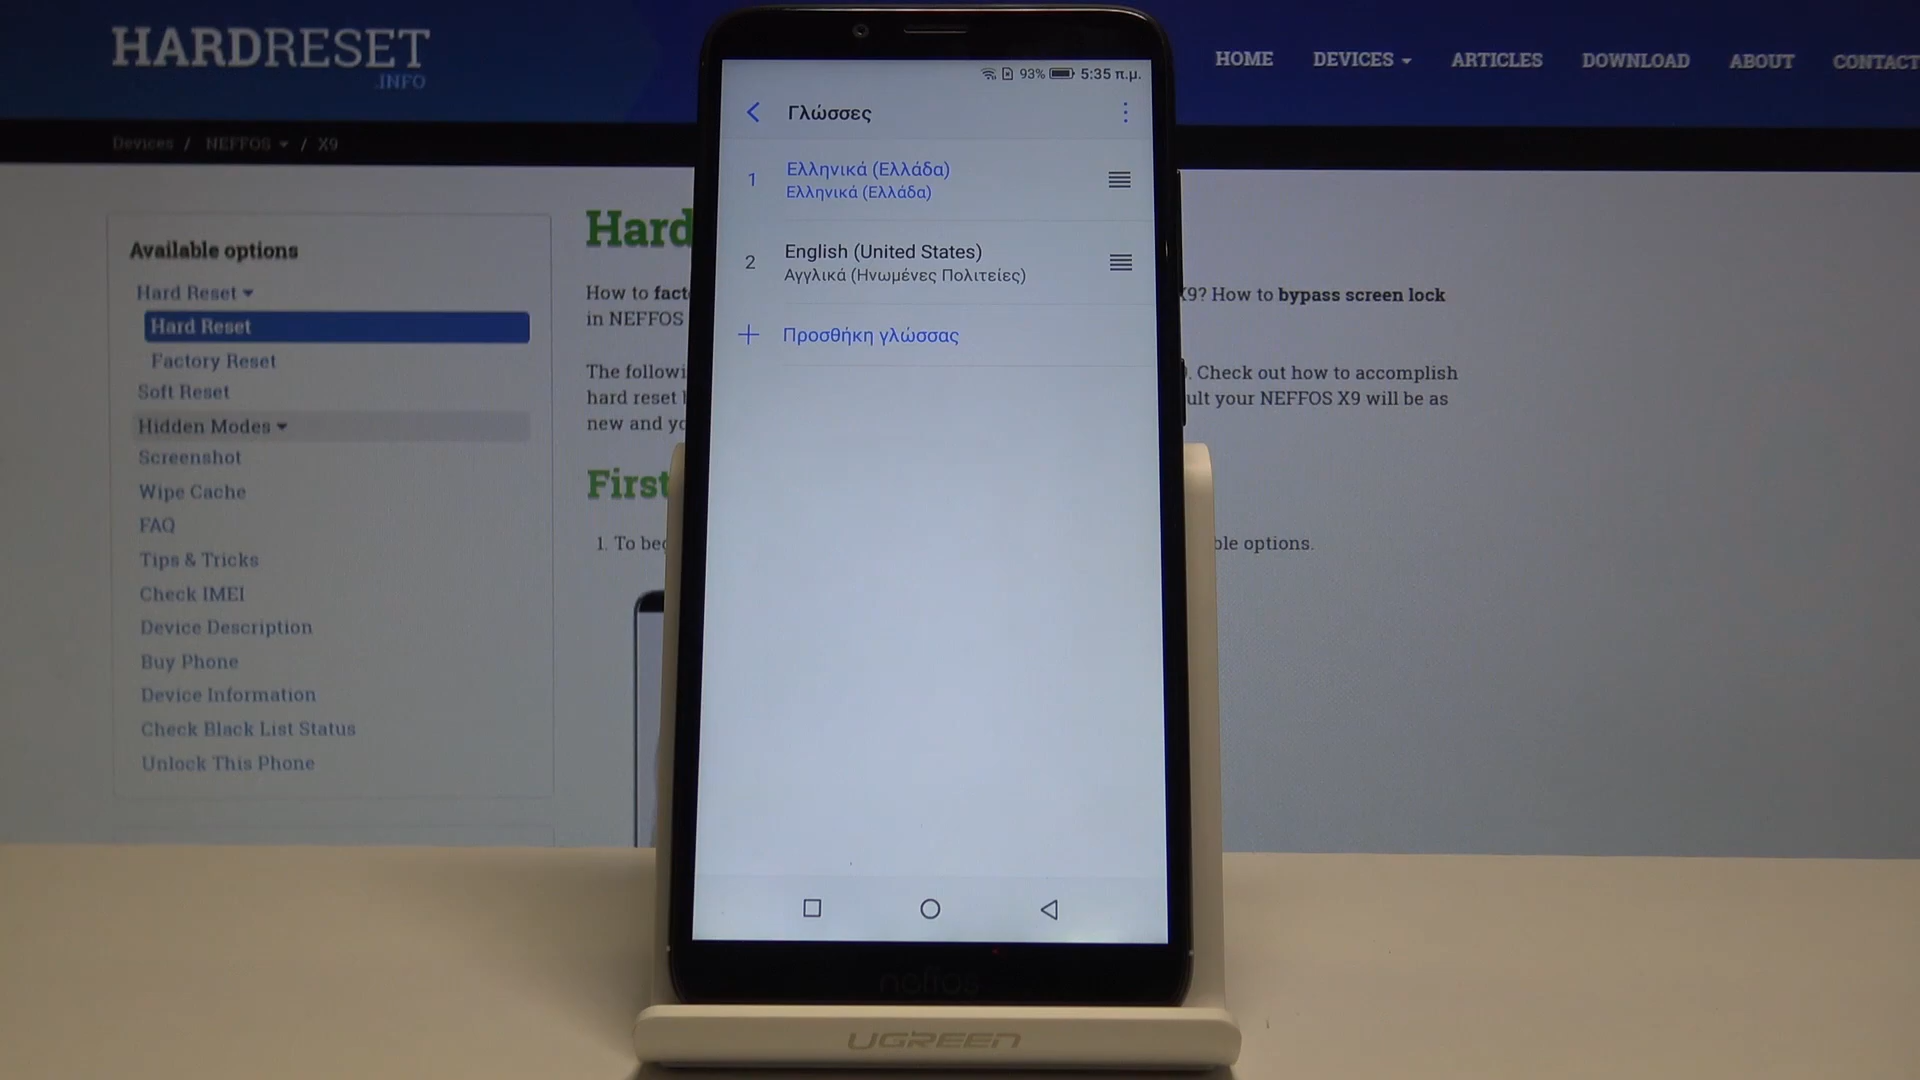 HARDRESET
.INFO
HOME DEVICES ARTICLES DOWNLOAD ABOUT CONTACT
Devices / NEFFOS / X9
Available options
Hard Reset
Hard Reset
Factory Reset
Soft Reset
Hidden Modes
Screenshot
Wipe Cache
FAQ
Tips & Tricks
Check IMEI
Device Description
Buy Phone
Device Information
Check Black List Status
Unlock This Phone
Hard
How to fact
X9? How to bypass screen lock
in NEFFOS
The followi
. Check out how to accomplish
hard reset
ult your NEFFOS X9 will be as
new and yo
First
1. To beg
ble options.
93% 5:35 π.μ.
Γλώσσες
1 Ελληνικά (Ελλάδα)
Ελληνικά (Ελλάδα)
2 English (United States)
Αγγλικά (Ηνωμένες Πολιτείες)
+ Προσθήκη γλώσσας
neffos
UGREEN